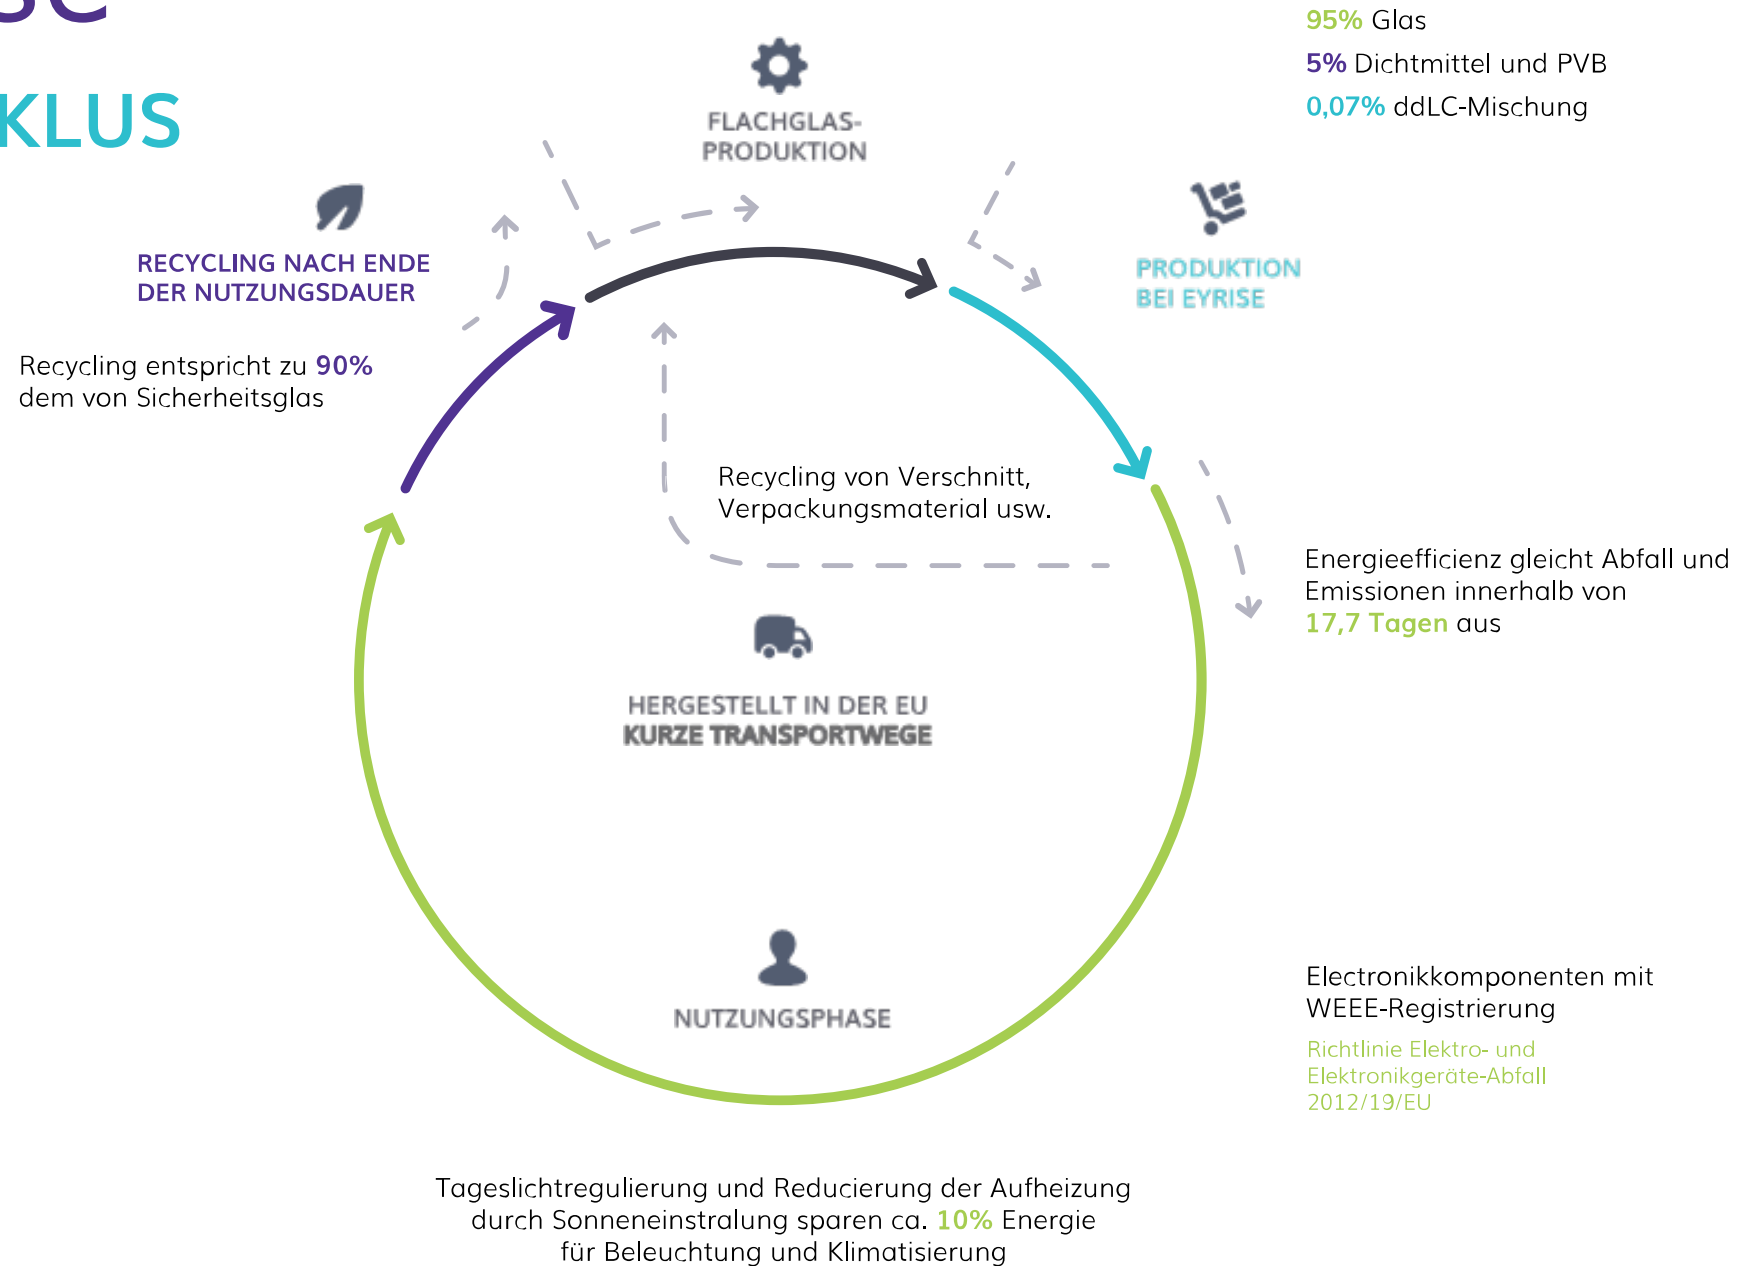 KLUS
95% Glas
5% Dichtmittel und PVB
0,07% ddLC-Mischung
FLACHGLAS-
PRODUKTION
RECYCLING NACH ENDE
DER NUTZUNGSDAUER
Recycling entspricht zu 90%
dem von Sicherheitsglas
PRODUKTION
BEI EYRISE
Recycling von Verschnitt,
Verpackungsmaterial usw.
Energieefficienz gleicht Abfall und
Emissionen innerhalb von
17,7 Tagen aus
HERGESTELLT IN DER EU
KURZE TRANSPORTWEGE
NUTZUNGSPHASE
Electronikkomponenten mit
WEEE-Registrierung
Richtlinie Elektro- und
Elektronikgeräte-Abfall
2012/19/EU
Tageslichtregulierung und Reducierung der Aufheizung
durch Sonneneinstralung sparen ca. 10% Energie
für Beleuchtung und Klimatisierung